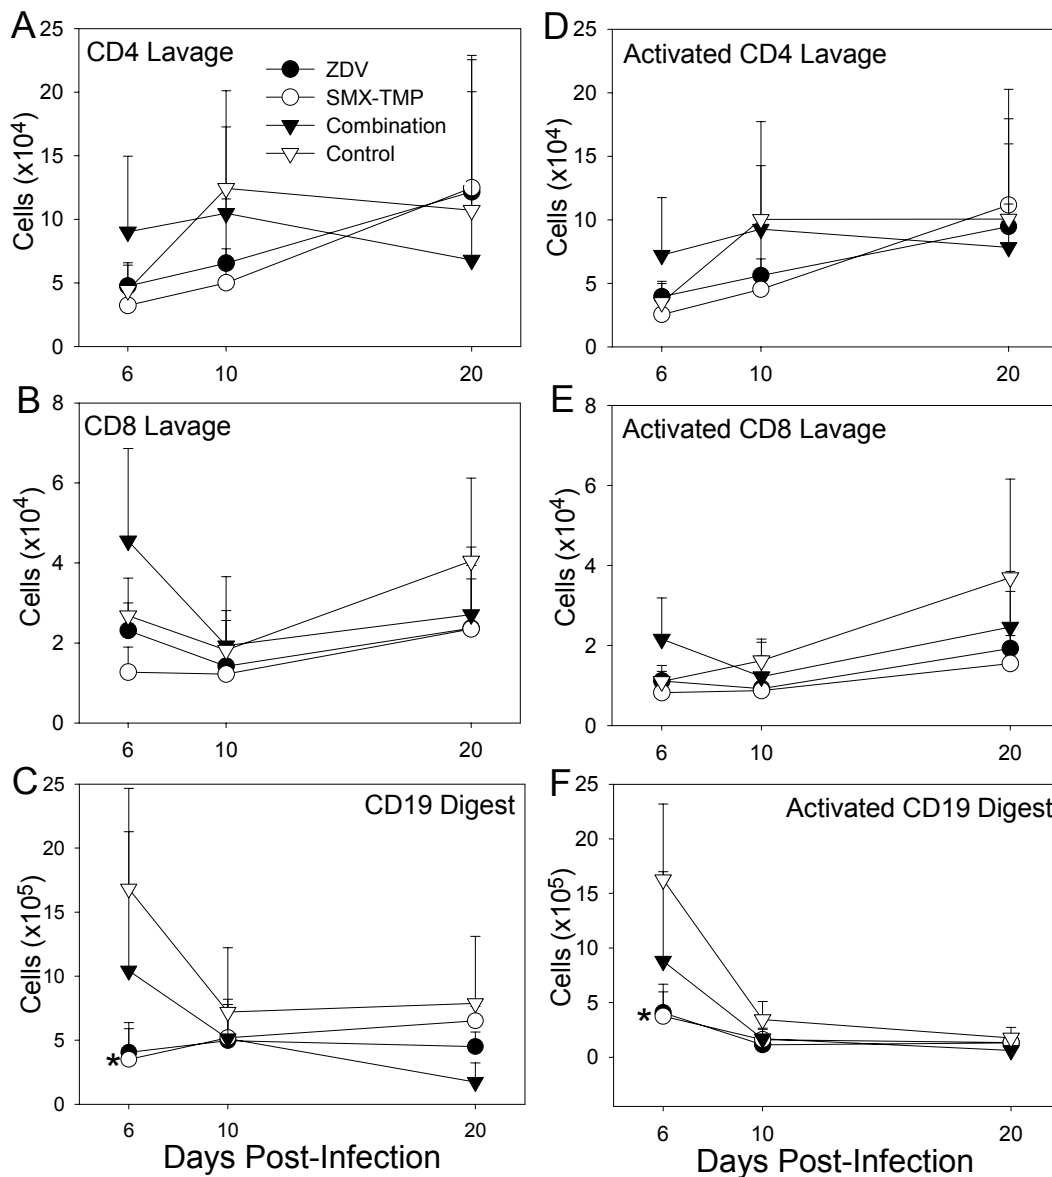 A
CD4 Lavage
ZDV
SMX-TMP
Combination
Control
Cells (x10⁴)
25
20
15
10
5
0
6 10 20
D
Activated CD4 Lavage
Cells (x10⁴)
25
20
15
10
5
0
6 10 20
B
CD8 Lavage
Cells (x10⁴)
8
6
4
2
0
6 10 20
E
Activated CD8 Lavage
Cells (x10⁴)
8
6
4
2
0
6 10 20
C
CD19 Digest
Cells (x10⁵)
25
20
15
10
5
0
*
6 10 20
Days Post-Infection
F
Activated CD19 Digest
Cells (x10⁵)
25
20
15
10
5
0
*
6 10 20
Days Post-Infection